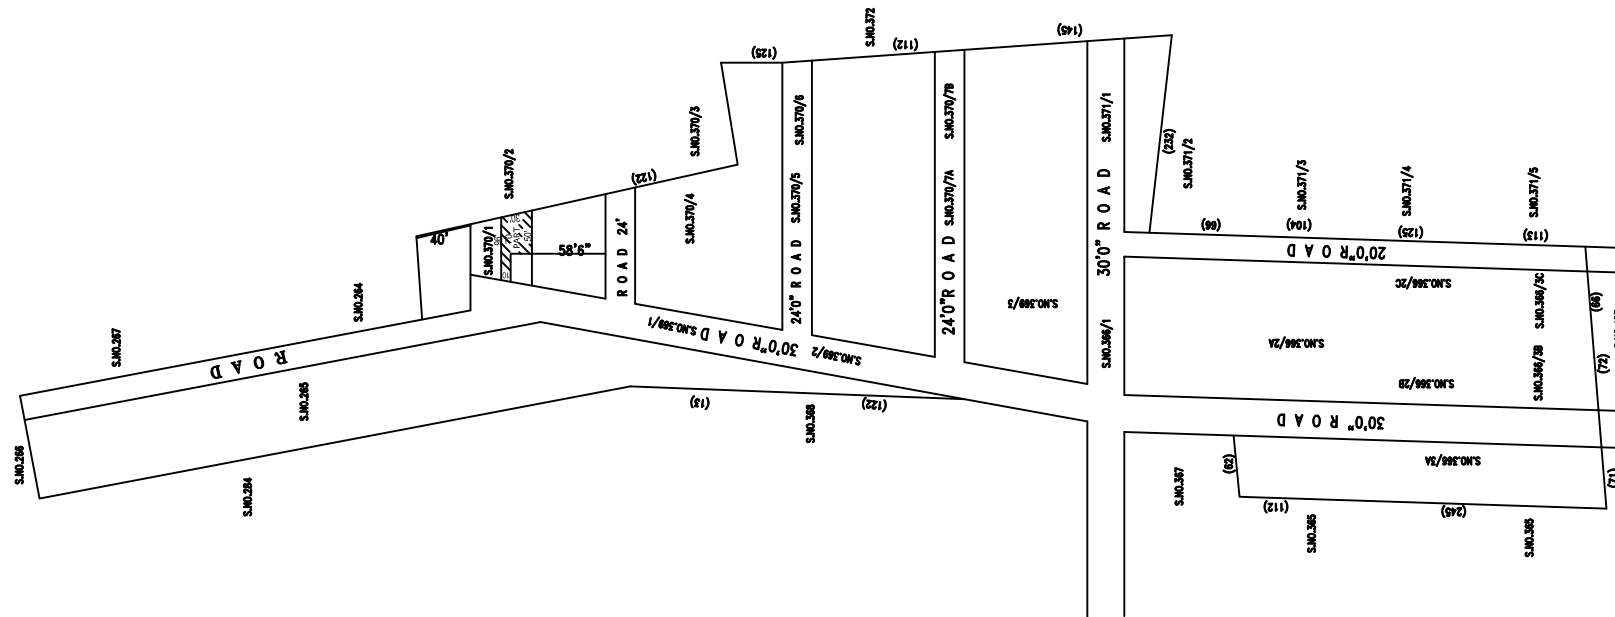 S.NO.372
(145)
(112)
(125)
S.NO.370/3
S.NO.370/6
S.NO.370/7B
S.NO.371/1
(232)
S.NO.371/2
S.NO.370/2
(122)
S.NO.371/3
S.NO.371/4
S.NO.371/5
S.NO.370/4
S.NO.370/5
S.NO.370/7A
40'
S.NO.370/1
PART
50'
58'6"
ROAD 24'
24'0" ROAD
24'0" ROAD
30'0" ROAD
(66)
(104)
(125)
(113)
20'0"ROAD
S.NO.264
S.NO.267
S.NO.369/1
30'0"ROAD
S.NO.369/2
S.NO.369/3
S.NO.366/1
S.NO.366/2C
S.NO.366/3C
(66)
S.NO.366/2A
S.NO.366/2B
S.NO.366/3B
(72)
ROAD
S.NO.265
(13)
S.NO.368
(122)
30'0" ROAD
S.NO.266
S.NO.284
S.NO.367
(62)
S.NO.366/3A
(71)
(112)
S.NO.365
(245)
S.NO.365